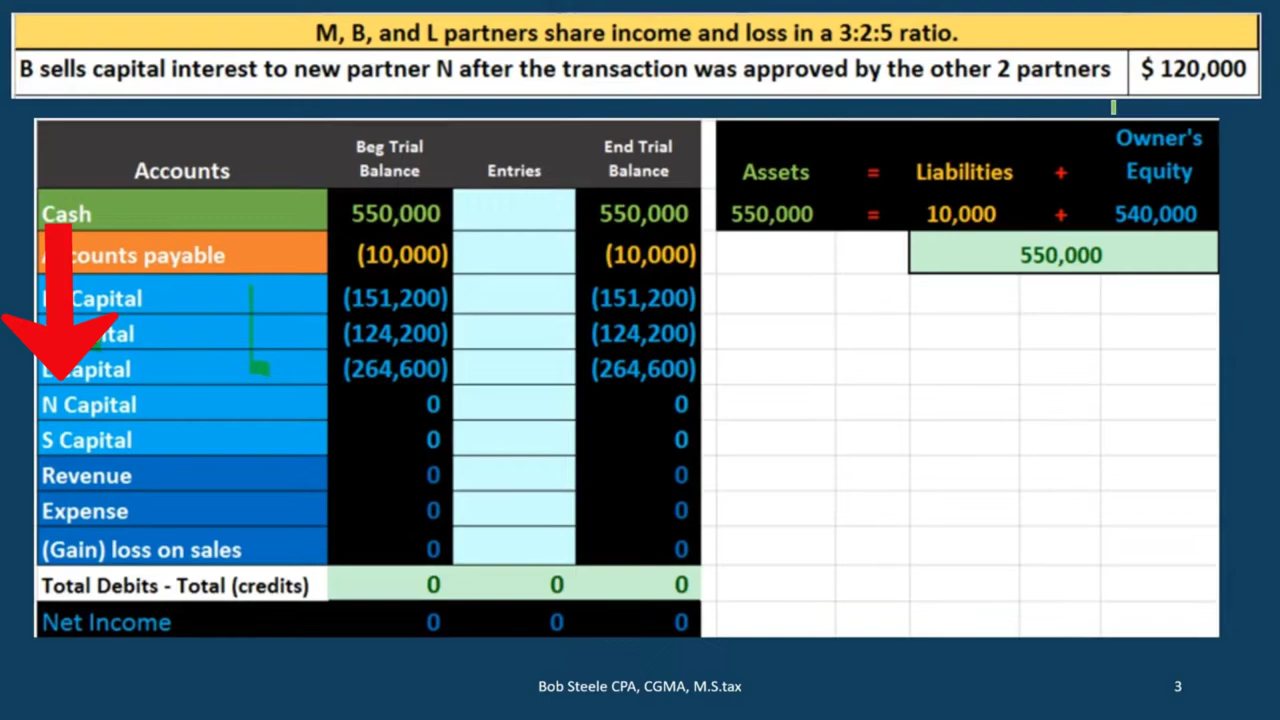 M, B, and L partners share income and loss in a 3:2:5 ratio.
B sells capital interest to new partner N after the transaction was approved by the other 2 partners $ 120,000
Accounts Beg Trial Balance Entries End Trial Balance
Cash 550,000 550,000
counts payable (10,000) (10,000)
Capital (151,200) (151,200)
ital (124,200) (124,200)
Capital (264,600) (264,600)
N Capital 0 0
S Capital 0 0
Revenue 0 0
Expense 0 0
(Gain) loss on sales 0 0
Total Debits - Total (credits) 0 0 0
Net Income 0 0 0
Assets = Liabilities + Owner's Equity
550,000 = 10,000 + 540,000
550,000
Bob Steele CPA, CGMA, M.S.tax
3